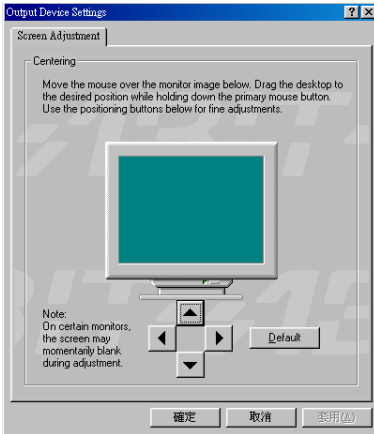 Output Device Settings
Screen Adjustment
Centering
Move the mouse over the monitor image below. Drag the desktop to
the desired position while holding down the primary mouse button.
Use the positioning buttons below for fine adjustments.
Note:
On certain monitors,
the screen may
momentarily blank
during adjustment.
Default
確定
取消
套用(A)